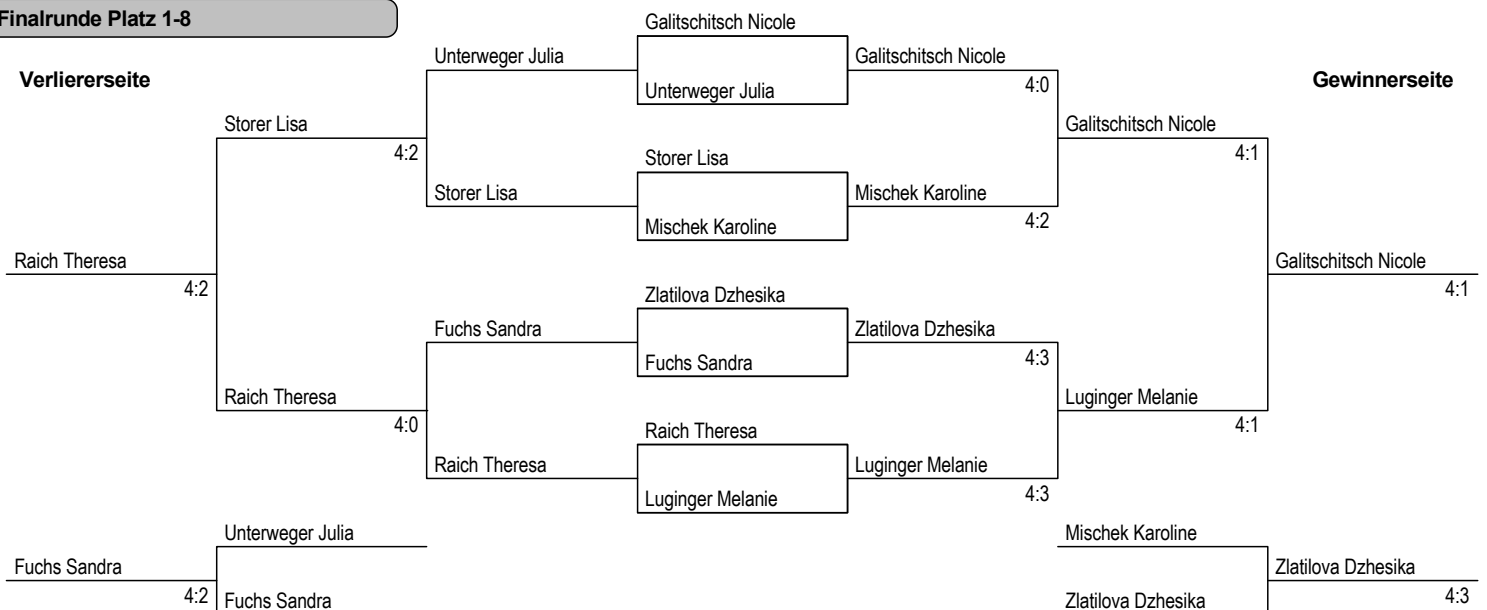 Finalrunde Platz 1-8
Verliererseite
Gewinnerseite
Galitschitsch Nicole
Unterweger Julia
Galitschitsch Nicole
4:0
Unterweger Julia
Storer Lisa
4:2
Galitschitsch Nicole
4:1
Storer Lisa
Storer Lisa
Mischek Karoline
4:2
Mischek Karoline
Raich Theresa
4:2
Galitschitsch Nicole
4:1
Zlatilova Dzhesika
Fuchs Sandra
Zlatilova Dzhesika
4:3
Fuchs Sandra
Raich Theresa
4:0
Luginger Melanie
4:1
Raich Theresa
Raich Theresa
Luginger Melanie
4:3
Luginger Melanie
Unterweger Julia
Mischek Karoline
Fuchs Sandra
4:2
Zlatilova Dzhesika
4:3
Fuchs Sandra
Zlatilova Dzhesika